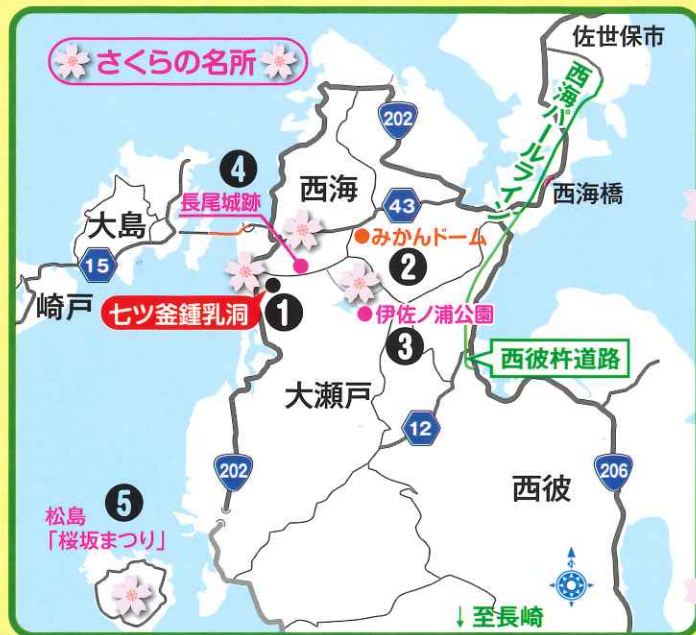 さくらの名所
佐世保市
西海パールライン
202
4
西海
長尾城跡
43
西海橋
大島
みかんドーム
15
2
崎戸
七ツ釜鍾乳洞
1
伊佐ノ浦公園
3
西彼杵道路
大瀬戸
12
202
西彼
206
5
松島
「桜坂まつり」
↓至長崎